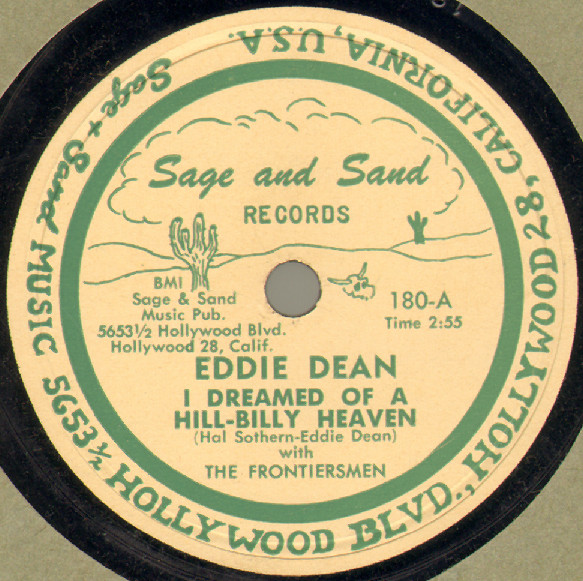 Sage + Sand MUSIC 5653½ HOLLYWOOD BLVD., HOLLYWOOD 28, CALIFORNIA, U.S.A.
Sage and Sand
RECORDS
BMI
Sage & Sand
Music Pub.
5653½ Hollywood Blvd.
Hollywood 28, Calif.
180-A
Time 2:55
EDDIE DEAN
I DREAMED OF A
HILL-BILLY HEAVEN
(Hal Sothern-Eddie Dean)
with
THE FRONTIERSMEN